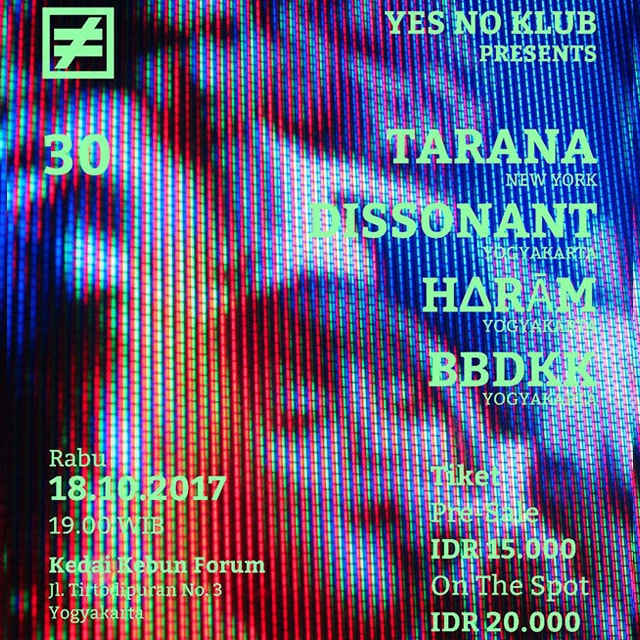 YES NO KLUB
PRESENTS
30
TARANA
NEW YORK
DISSONANT
YOGYAKARTA
HΔRĀM
YOGYAKARTA
BBDKK
YOGYAKARTA
Rabu
18.10.2017
19.00 WIB
Kedai Kebun Forum
Jl. Tirtodipuran No. 3
Yogyakarta
Tiket
Pre-Sale
IDR 15.000
On The Spot
IDR 20.000